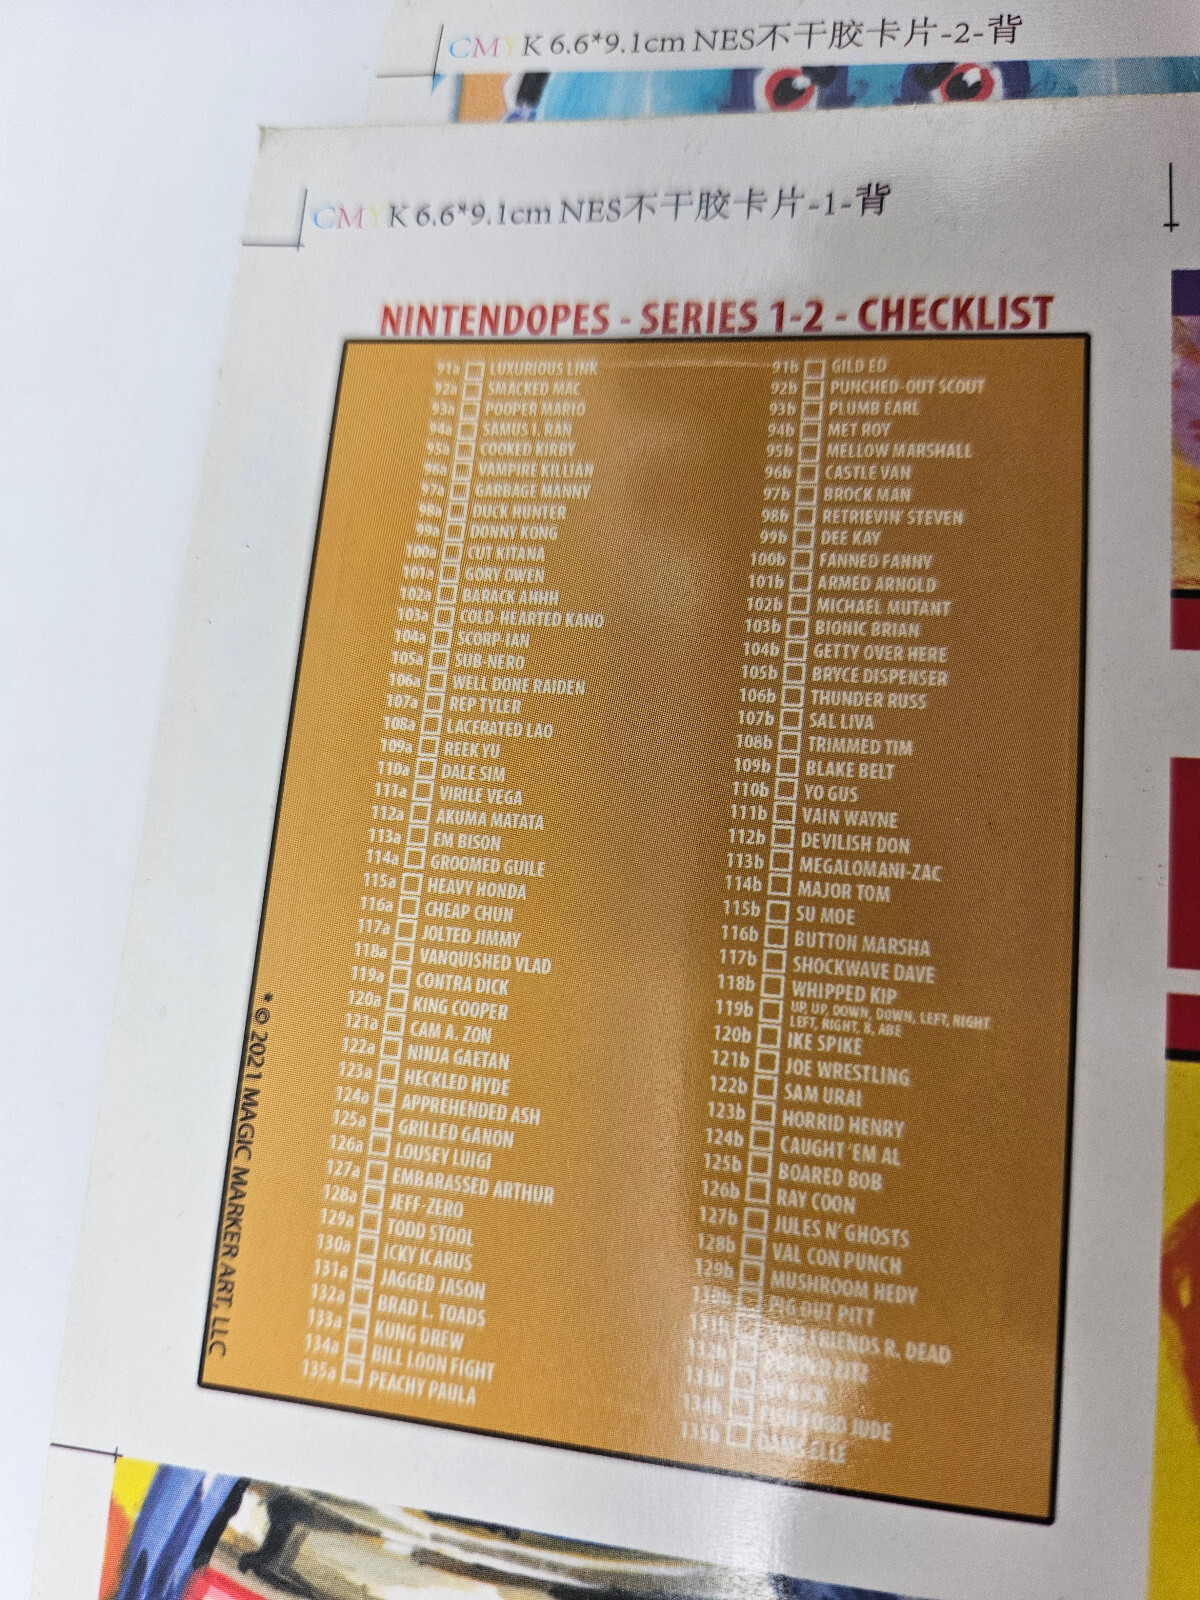 CMYK 6.6*9.1cm NES不干胶卡片-2-背
CMYK 6.6*9.1cm NES不干胶卡片-1-背
NINTENDOPES - SERIES 1-2 - CHECKLIST
91a LUXURIOUS LINK
92a SMACKED MAC
93a POOPER MARIO
94a SAMUS I. RAN
95a COOKED KIRBY
96a VAMPIRE KILLIAN
97a GARBAGE MANNY
98a DUCK HUNTER
99a DONNY KONG
100a CUT KITANA
101a GORY OWEN
102a BARACK AHHH
103a COLD-HEARTED KANO
104a SCORP-IAN
105a SUB-NERO
106a WELL DONE RAIDEN
107a REP TYLER
108a LACERATED LAO
109a REEK YU
110a DALE SIM
111a VIRILE VEGA
112a AKUMA MATATA
113a EM BISON
114a GROOMED GUILE
115a HEAVY HONDA
116a CHEAP CHUN
117a JOLTED JIMMY
118a VANQUISHED VLAD
119a CONTRA DICK
120a KING COOPER
121a CAM A. ZON
122a NINJA GAETAN
123a HECKLED HYDE
124a APPREHENDED ASH
125a GRILLED GANON
126a LOUSEY LUIGI
127a EMBARASSED ARTHUR
128a JEFF-ZERO
129a TODD STOOL
130a ICKY ICARUS
131a JAGGED JASON
132a BRAD L. TOADS
133a KUNG DREW
134a BILL LOON FIGHT
135a PEACHY PAULA
91b GILD ED
92b PUNCHED-OUT SCOUT
93b PLUMB EARL
94b MET ROY
95b MELLOW MARSHALL
96b CASTLE VAN
97b BROCK MAN
98b RETRIEVIN' STEVEN
99b DEE KAY
100b FANNED FANNY
101b ARMED ARNOLD
102b MICHAEL MUTANT
103b BIONIC BRIAN
104b GETTY OVER HERE
105b BRYCE DISPENSER
106b THUNDER RUSS
107b SAL LIVA
108b TRIMMED TIM
109b BLAKE BELT
110b YO GUS
111b VAIN WAYNE
112b DEVILISH DON
113b MEGALOMANI-ZAC
114b MAJOR TOM
115b SU MOE
116b BUTTON MARSHA
117b SHOCKWAVE DAVE
118b WHIPPED KIP
119b UP, UP, DOWN, DOWN, LEFT, RIGHT
LEFT, RIGHT, B, ABE
120b IKE SPIKE
121b JOE WRESTLING
122b SAM URAI
123b HORRID HENRY
124b CAUGHT 'EM AL
125b BOARED BOB
126b RAY COON
127b JULES N' GHOSTS
128b VAL CON PUNCH
129b MUSHROOM HEDY
130b PIG OUT PITT
131b FRIENDS R. DEAD
132b
133b
134b FISH FOOD JUDE
135b
* © 2021 MAGIC MARKER ART, LLC